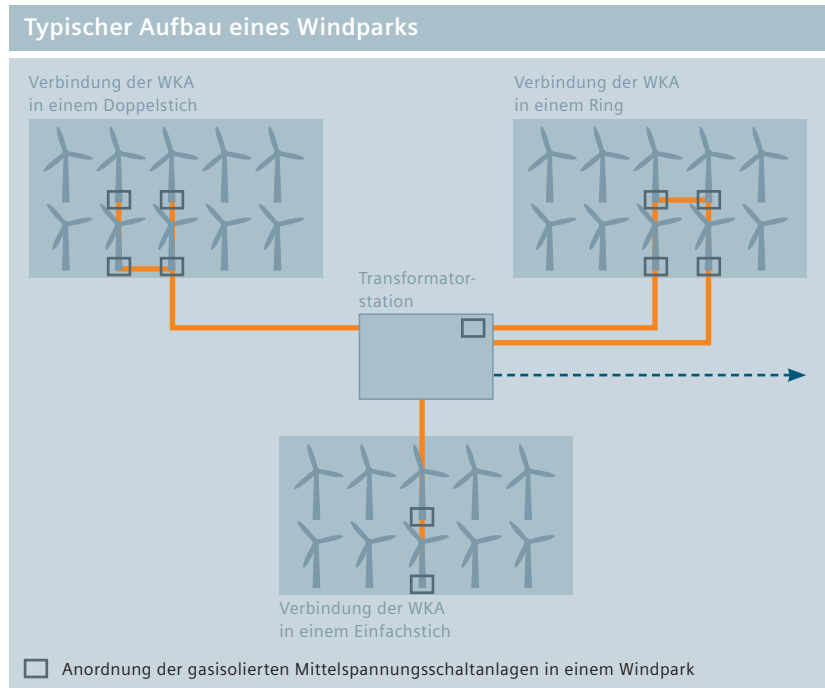 Typischer Aufbau eines Windparks
Verbindung der WKA
in einem Doppelstich
Verbindung der WKA
in einem Ring
Transformator-
station
Verbindung der WKA
in einem Einfachstich
Anordnung der gasisolierten Mittelspannungsschaltanlagen in einem Windpark